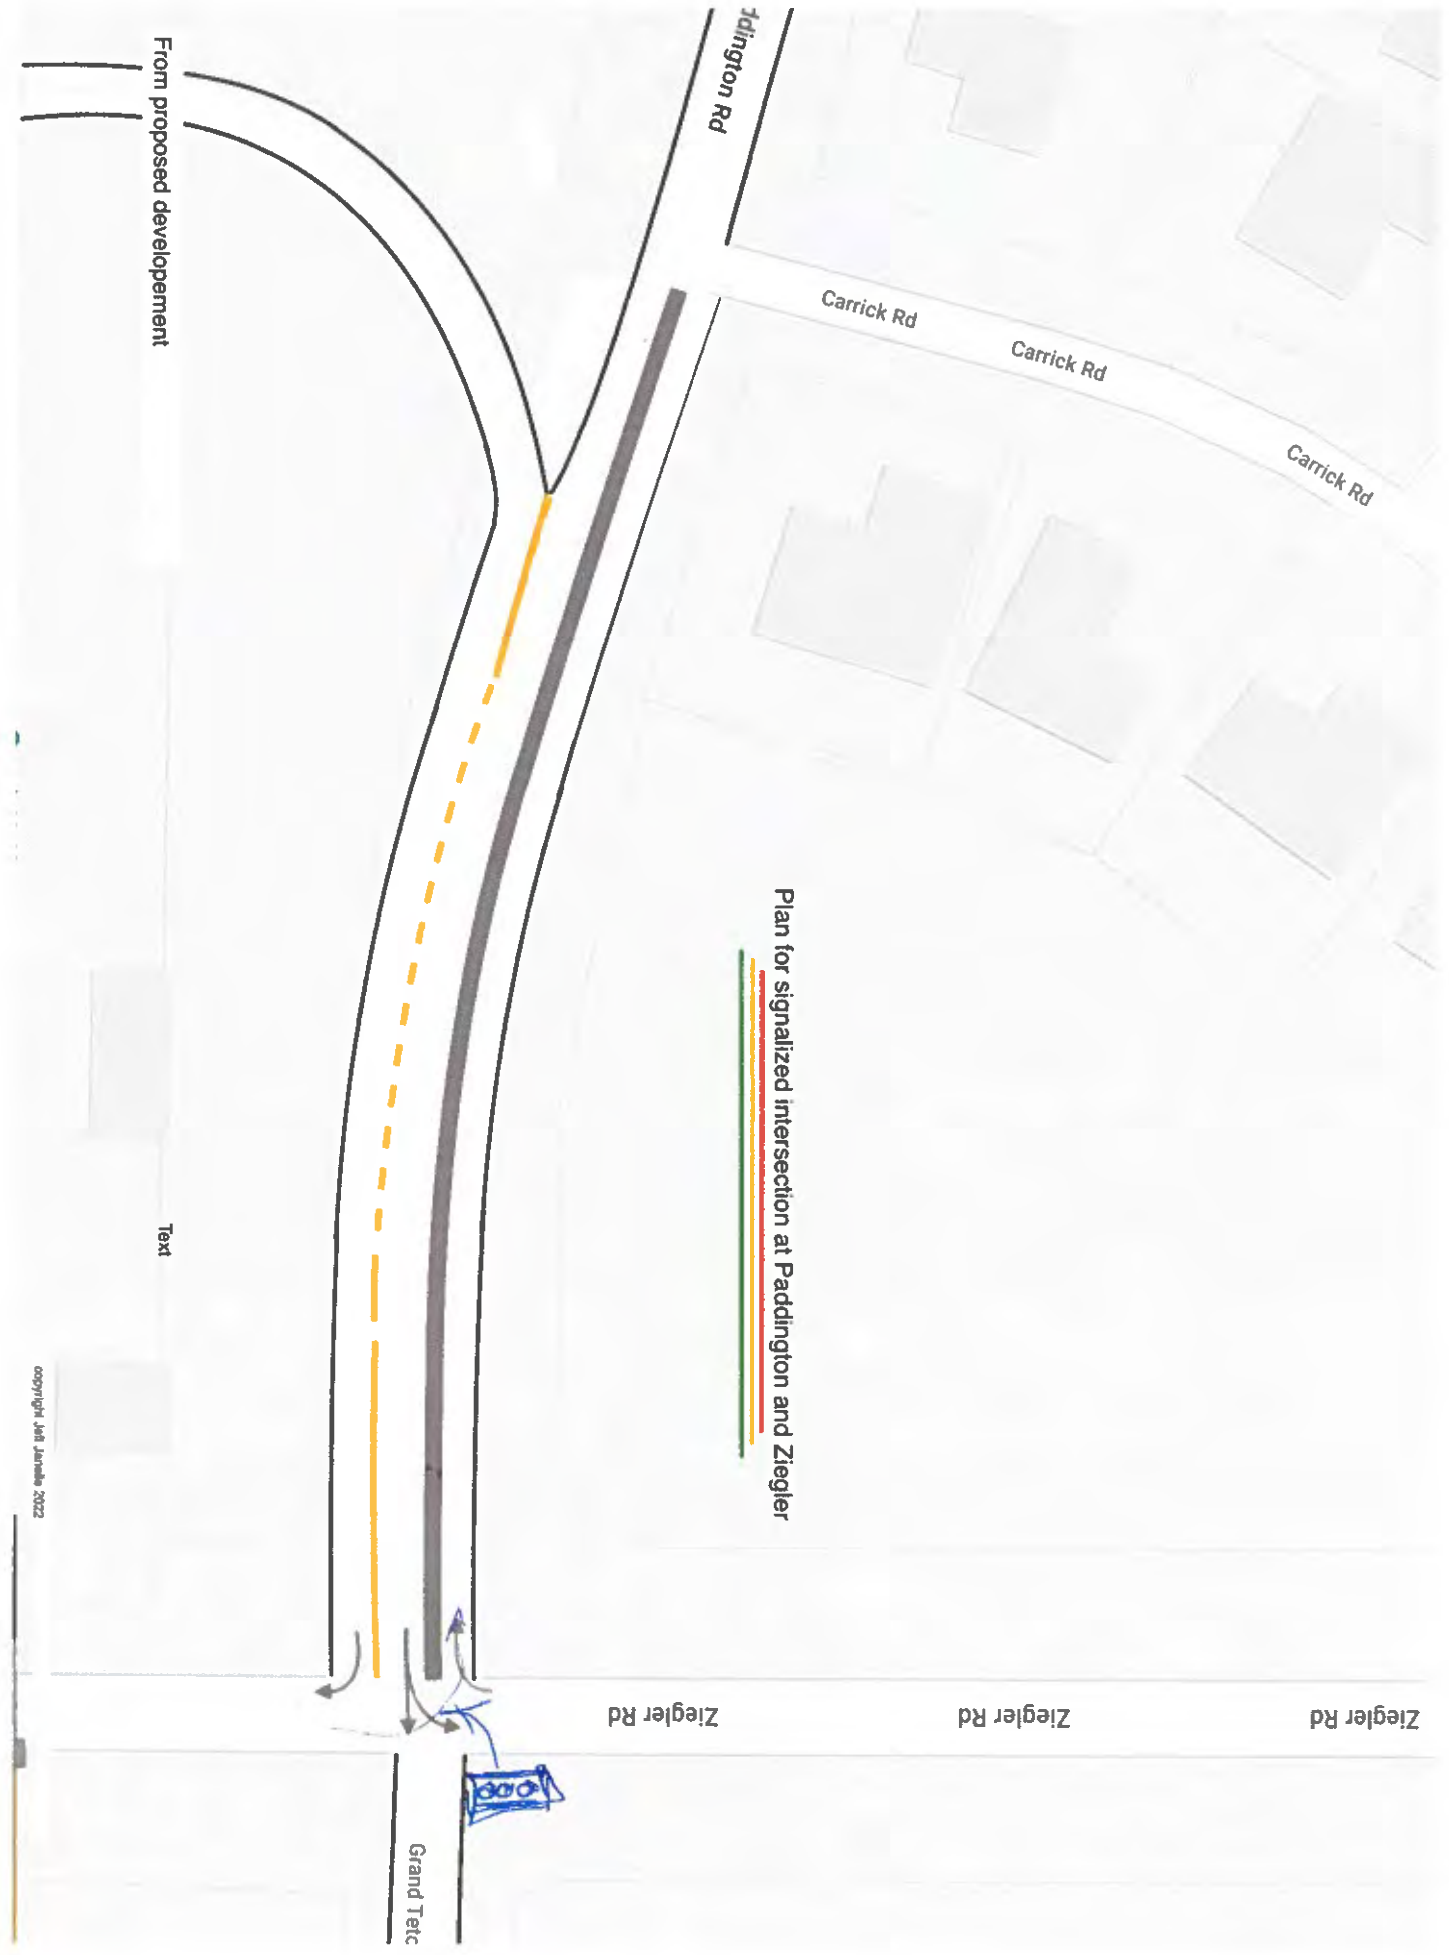 ddington Rd
From proposed developement
Carrick Rd
Carrick Rd
Carrick Rd
Plan for signalized intersection at Paddington and Ziegler
Text
copyright Jeff Janelle 2022
Ziegler Rd
Ziegler Rd
Ziegler Rd
Grand Tetc